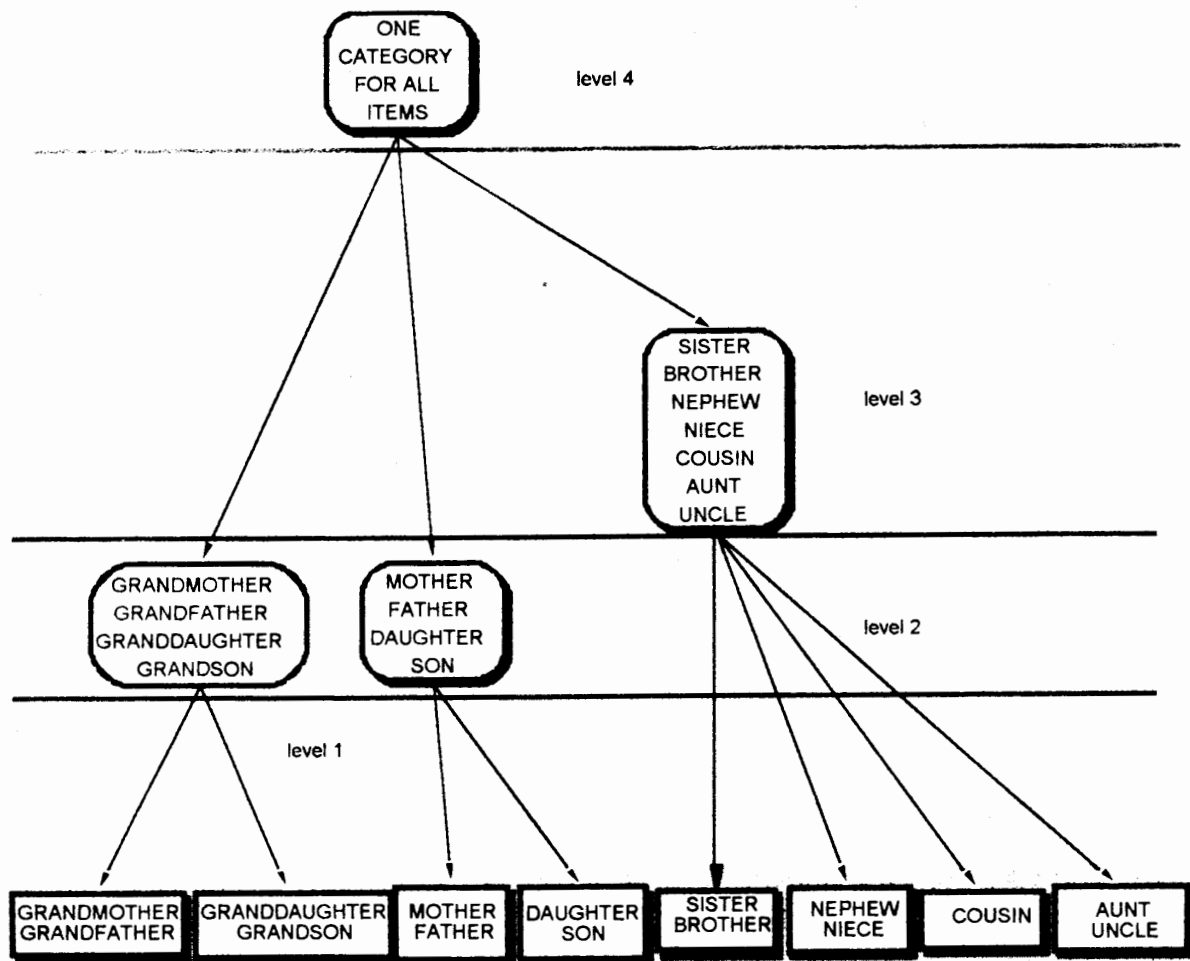 ONE
CATEGORY
FOR ALL
ITEMS
level 4
SISTER
BROTHER
NEPHEW
NIECE
COUSIN
AUNT
UNCLE
level 3
GRANDMOTHER
GRANDFATHER
GRANDDAUGHTER
GRANDSON
MOTHER
FATHER
DAUGHTER
SON
level 2
level 1
GRANDMOTHER
GRANDFATHER
GRANDDAUGHTER
GRANDSON
MOTHER
FATHER
DAUGHTER
SON
SISTER
BROTHER
NEPHEW
NIECE
COUSIN
AUNT
UNCLE